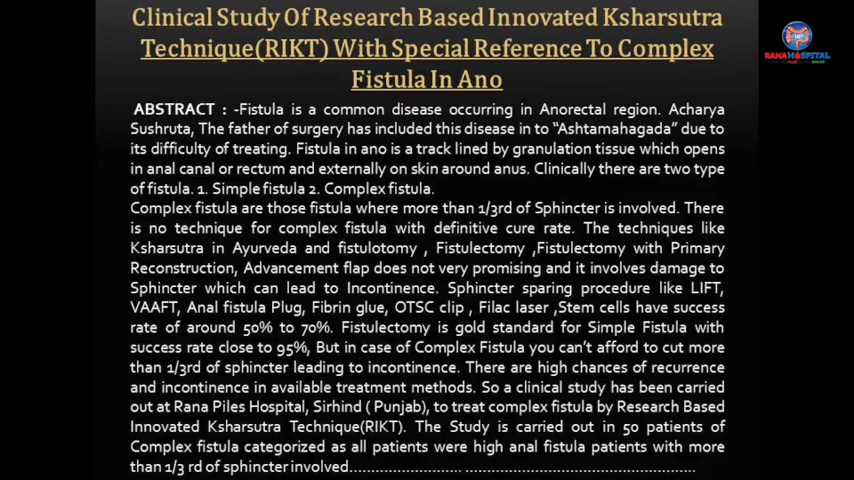 Clinical Study Of Research Based Innovated Ksharsutra
Technique(RIKT) With Special Reference To Complex
Fistula In Ano
RANA HOSPITAL
ABSTRACT : -Fistula is a common disease occurring in Anorectal region. Acharya
Sushruta, The father of surgery has included this disease in to “Ashtamahagada” due to
its difficulty of treating. Fistula in ano is a track lined by granulation tissue which opens
in anal canal or rectum and externally on skin around anus. Clinically there are two type
of fistula. 1. Simple fistula 2. Complex fistula.
Complex fistula are those fistula where more than 1/3rd of Sphincter is involved. There
is no technique for complex fistula with definitive cure rate. The techniques like
Ksharsutra in Ayurveda and fistulotomy , Fistulectomy ,Fistulectomy with Primary
Reconstruction, Advancement flap does not very promising and it involves damage to
Sphincter which can lead to Incontinence. Sphincter sparing procedure like LIFT,
VAAFT, Anal fistula Plug, Fibrin glue, OTSC clip , Filac laser ,Stem cells have success
rate of around 50% to 70%. Fistulectomy is gold standard for Simple Fistula with
success rate close to 95%, But in case of Complex Fistula you can’t afford to cut more
than 1/3rd of sphincter leading to incontinence. There are high chances of recurrence
and incontinence in available treatment methods. So a clinical study has been carried
out at Rana Piles Hospital, Sirhind ( Punjab), to treat complex fistula by Research Based
Innovated Ksharsutra Technique(RIKT). The Study is carried out in 50 patients of
Complex fistula categorized as all patients were high anal fistula patients with more
than 1/3 rd of sphincter involved............................. ............................................................